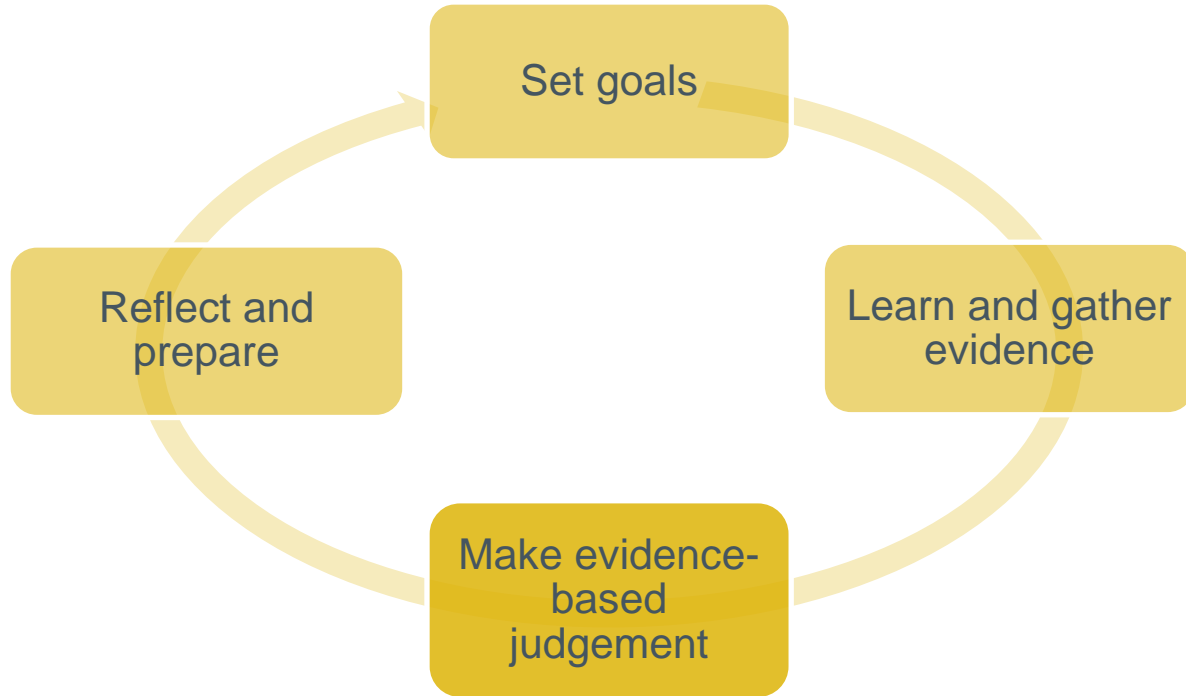 Set goals
Learn and gather
evidence
Make evidence-
based
judgement
Reflect and
prepare